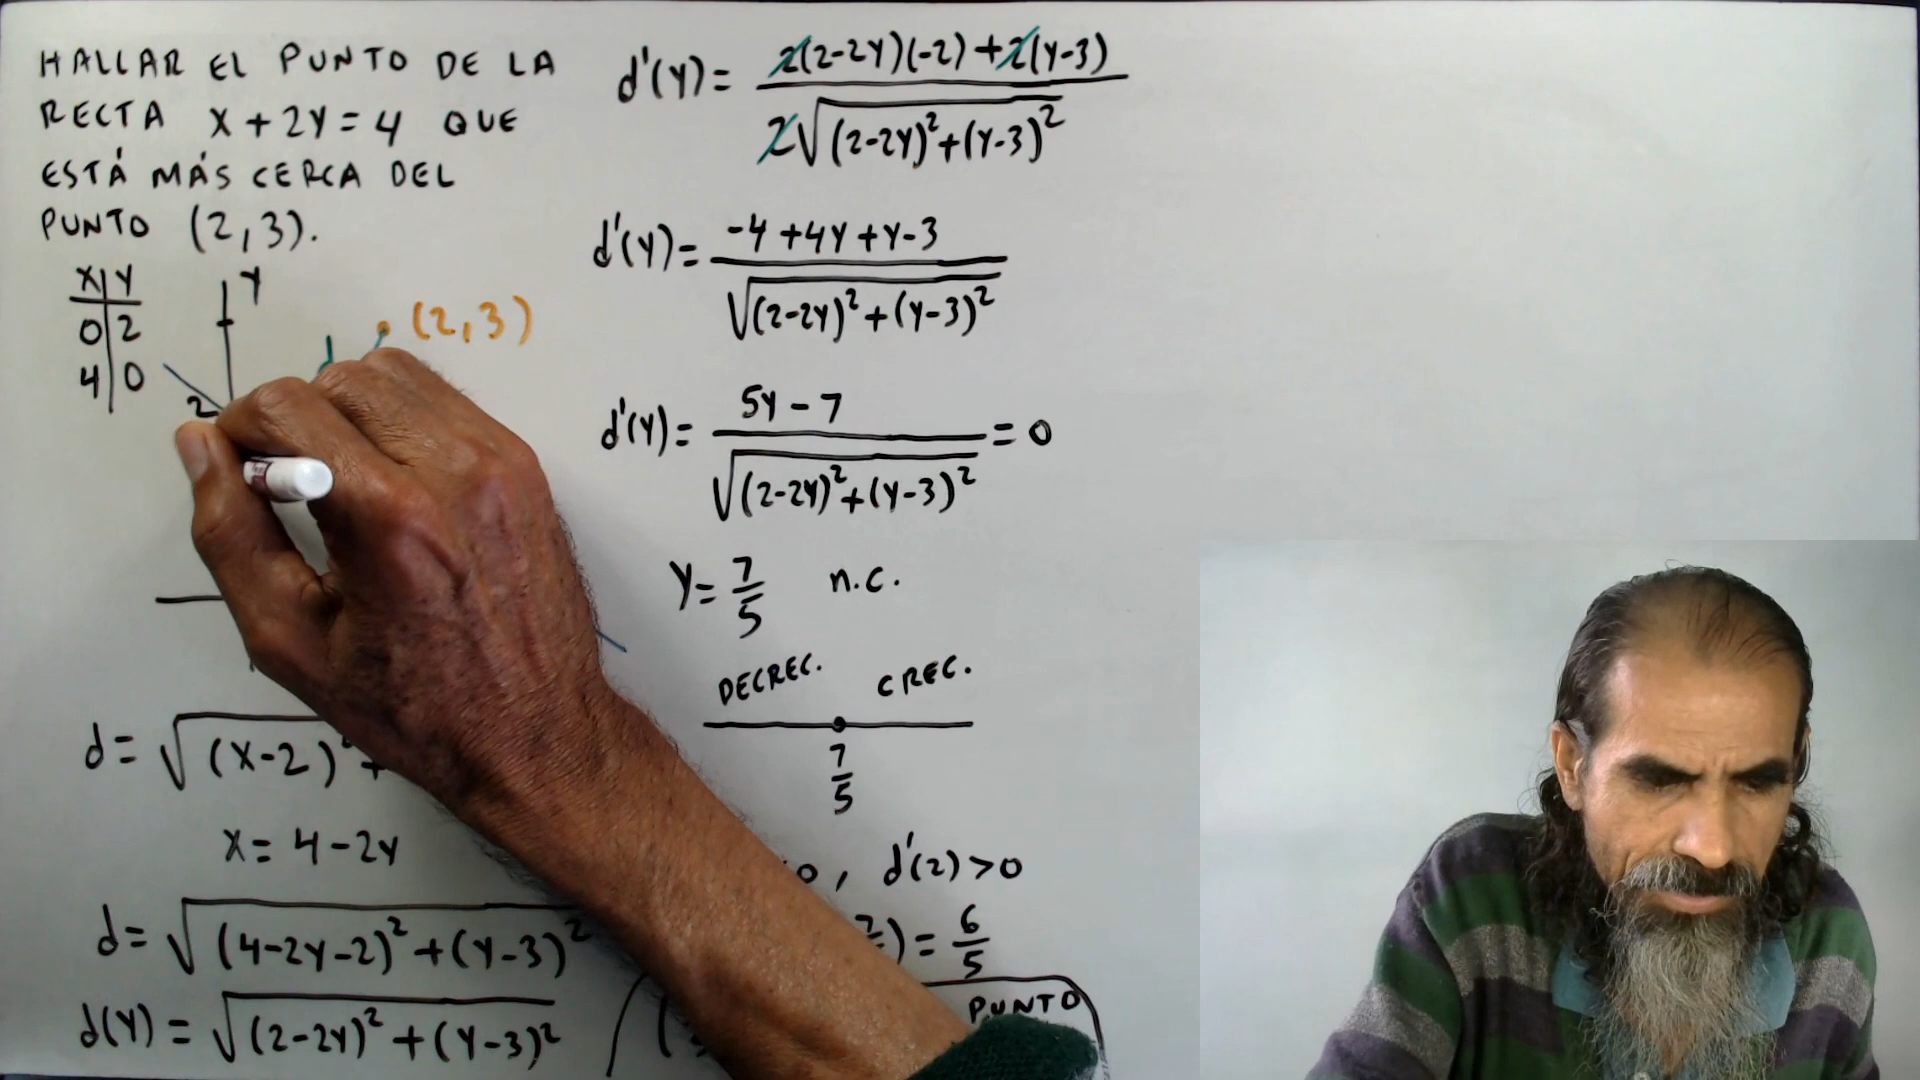 HALLAR EL PUNTO DE LA
RECTA X + 2Y = 4 QUE
ESTÁ MÁS CERCA DEL
PUNTO (2,3).
X Y
0 2
4 0
Y
(2,3)
d
2
d = √(X-2)² +
X = 4 - 2Y
d = √(4-2Y-2)² + (Y-3)²
d(Y) = √(2-2Y)² + (Y-3)²
d'(Y) = 2(2-2Y)(-2) + 2(Y-3) / 2√(2-2Y)² + (Y-3)²
d'(Y) = -4 + 4Y + Y - 3 / √(2-2Y)² + (Y-3)²
d'(Y) = 5Y - 7 / √(2-2Y)² + (Y-3)² = 0
Y = 7/5 n.c.
DECREC. CREC.
7/5
0 , d'(2) > 0
) = 6/5
(
PUNTO